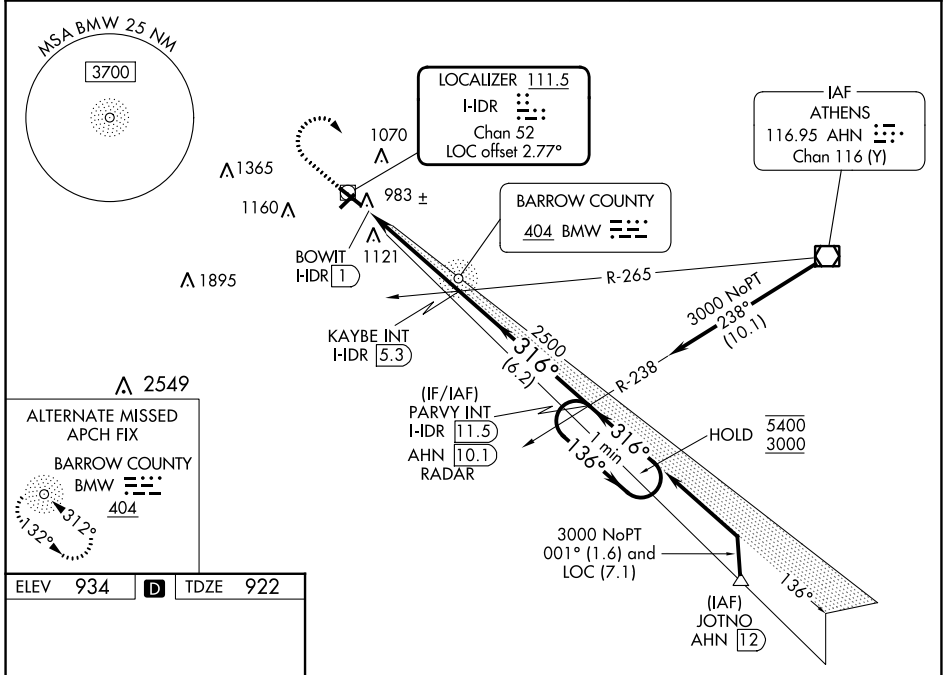 MSA BMW 25 NM
3700
LOCALIZER 111.5
I-IDR
Chan 52
LOC offset 2.77°
IAF
ATHENS
116.95 AHN
Chan 116 (Y)
1070
1365
983 ±
1160
BARROW COUNTY
404 BMW
BOWIT
I-IDR 1
1121
1895
R-265
3000 NoPT
238°
(10.1)
KAYBE INT
I-IDR 5.3
2500
316°
(6.2)
R-238
2549
(IF/IAF)
PARVY INT
I-IDR 11.5
AHN 10.1
RADAR
316°
1 min
136°
HOLD
5400
3000
ALTERNATE MISSED
APCH FIX
BARROW COUNTY
BMW
404
312°
132°
3000 NoPT
001° (1.6) and
LOC (7.1)
136°
(IAF)
JOTNO
AHN 12
ELEV 934 D TDZE 922